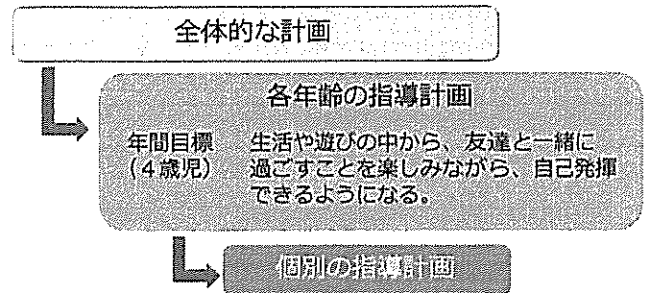 全体的な計画
各年齢の指導計画
年間目標 生活や遊びの中から、友達と一緒に
(4歳児) 過ごすことを楽しみながら、自己発揮
できるようになる。
個別の指導計画